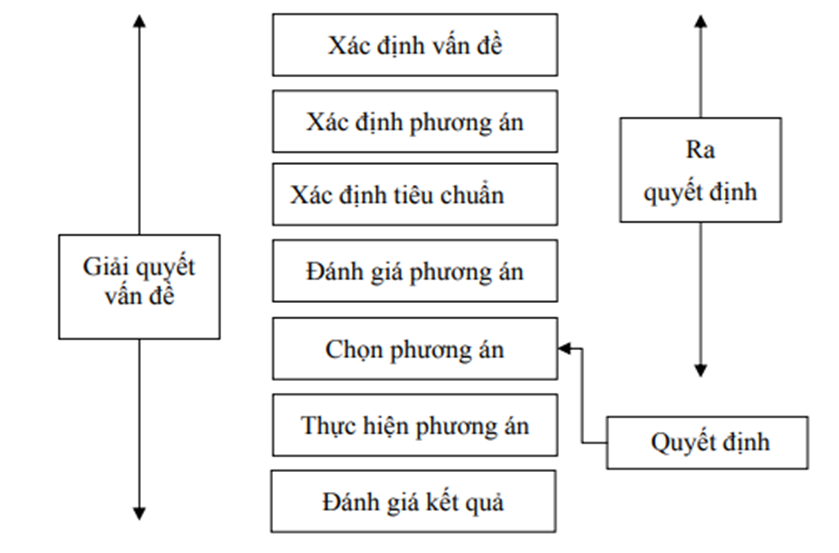 Xác định vấn đề
Xác định phương án
Xác định tiêu chuẩn
Đánh giá phương án
Chọn phương án
Thực hiện phương án
Đánh giá kết quả
Giải quyết
vấn đề
Ra
quyết định
Quyết định